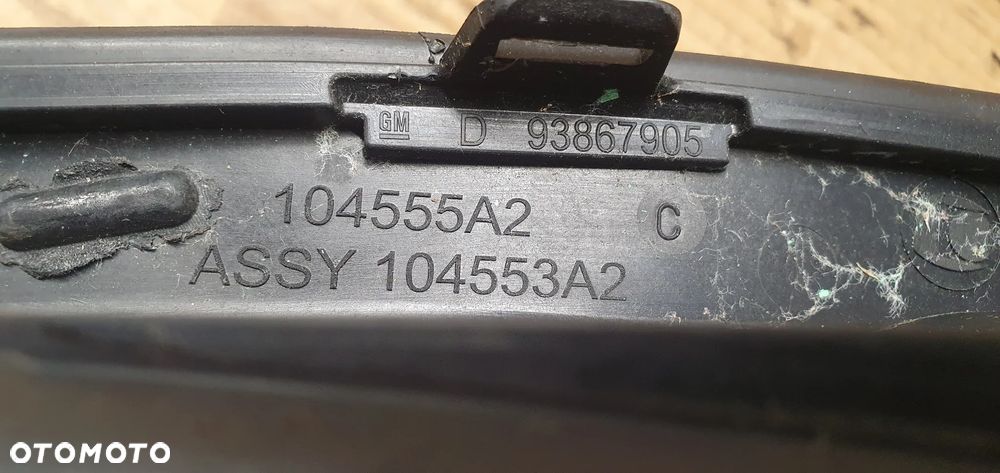 GM D 93867905
104555A2 C
ASSY 104553A2
OTOMOTO